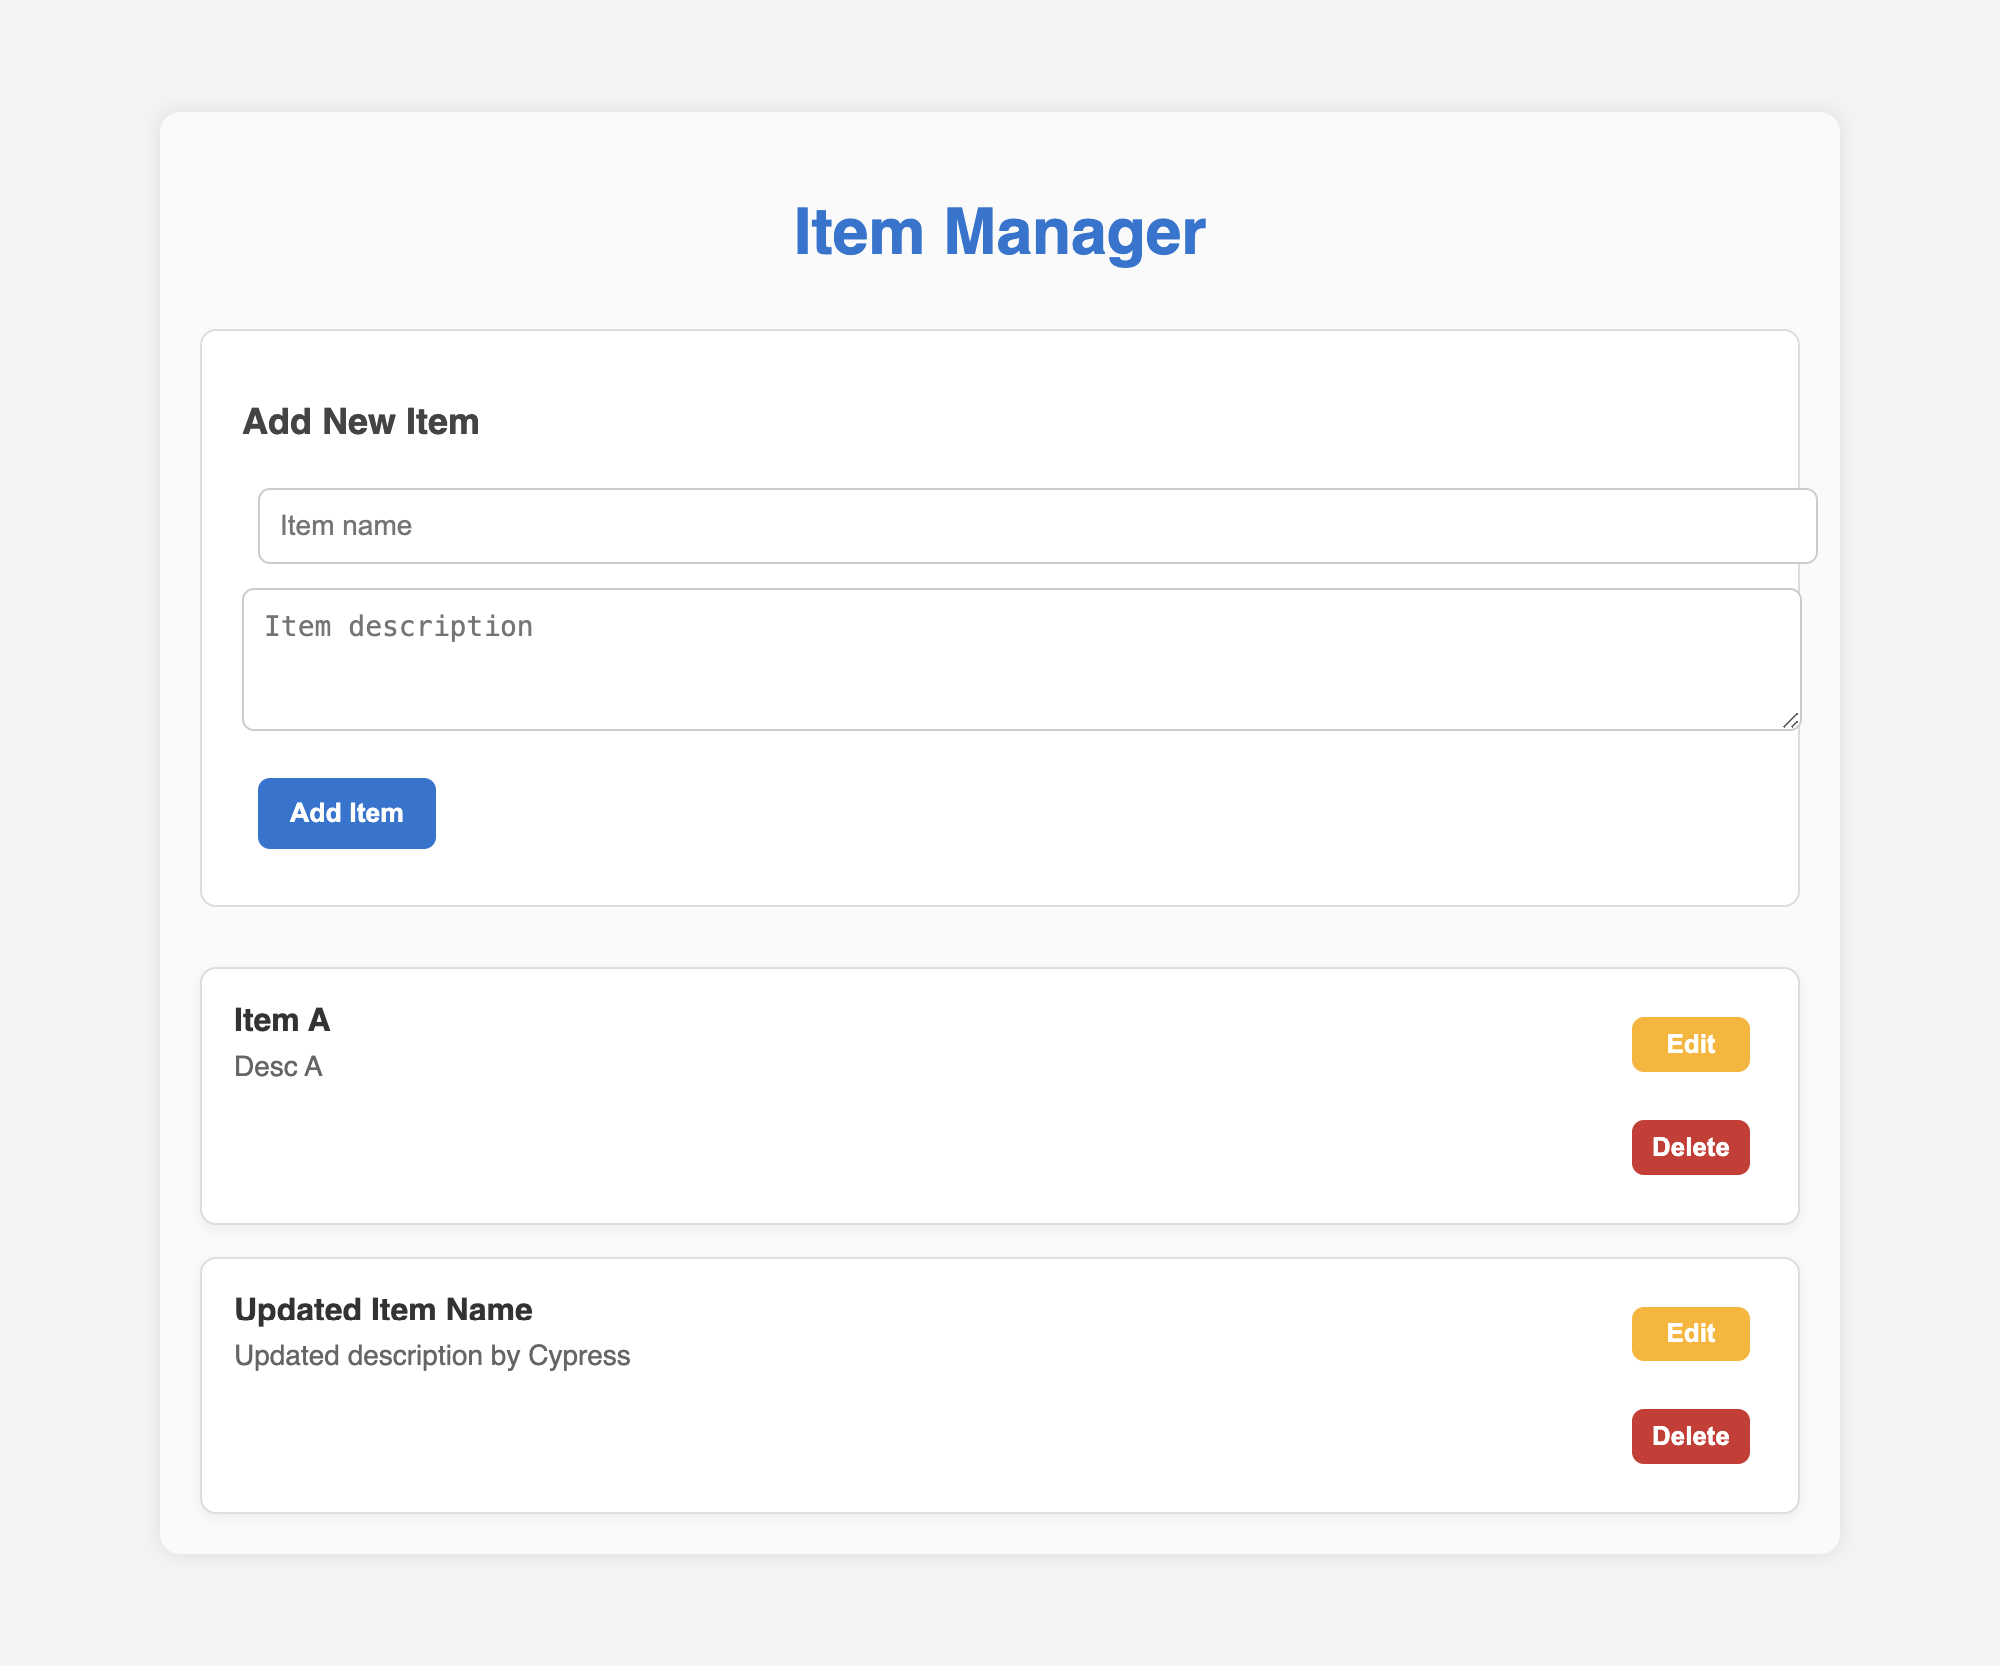 Item Manager
Add New Item
Item name
Item description
Add Item
Item A
Desc A
Edit
Delete
Updated Item Name
Updated description by Cypress
Edit
Delete